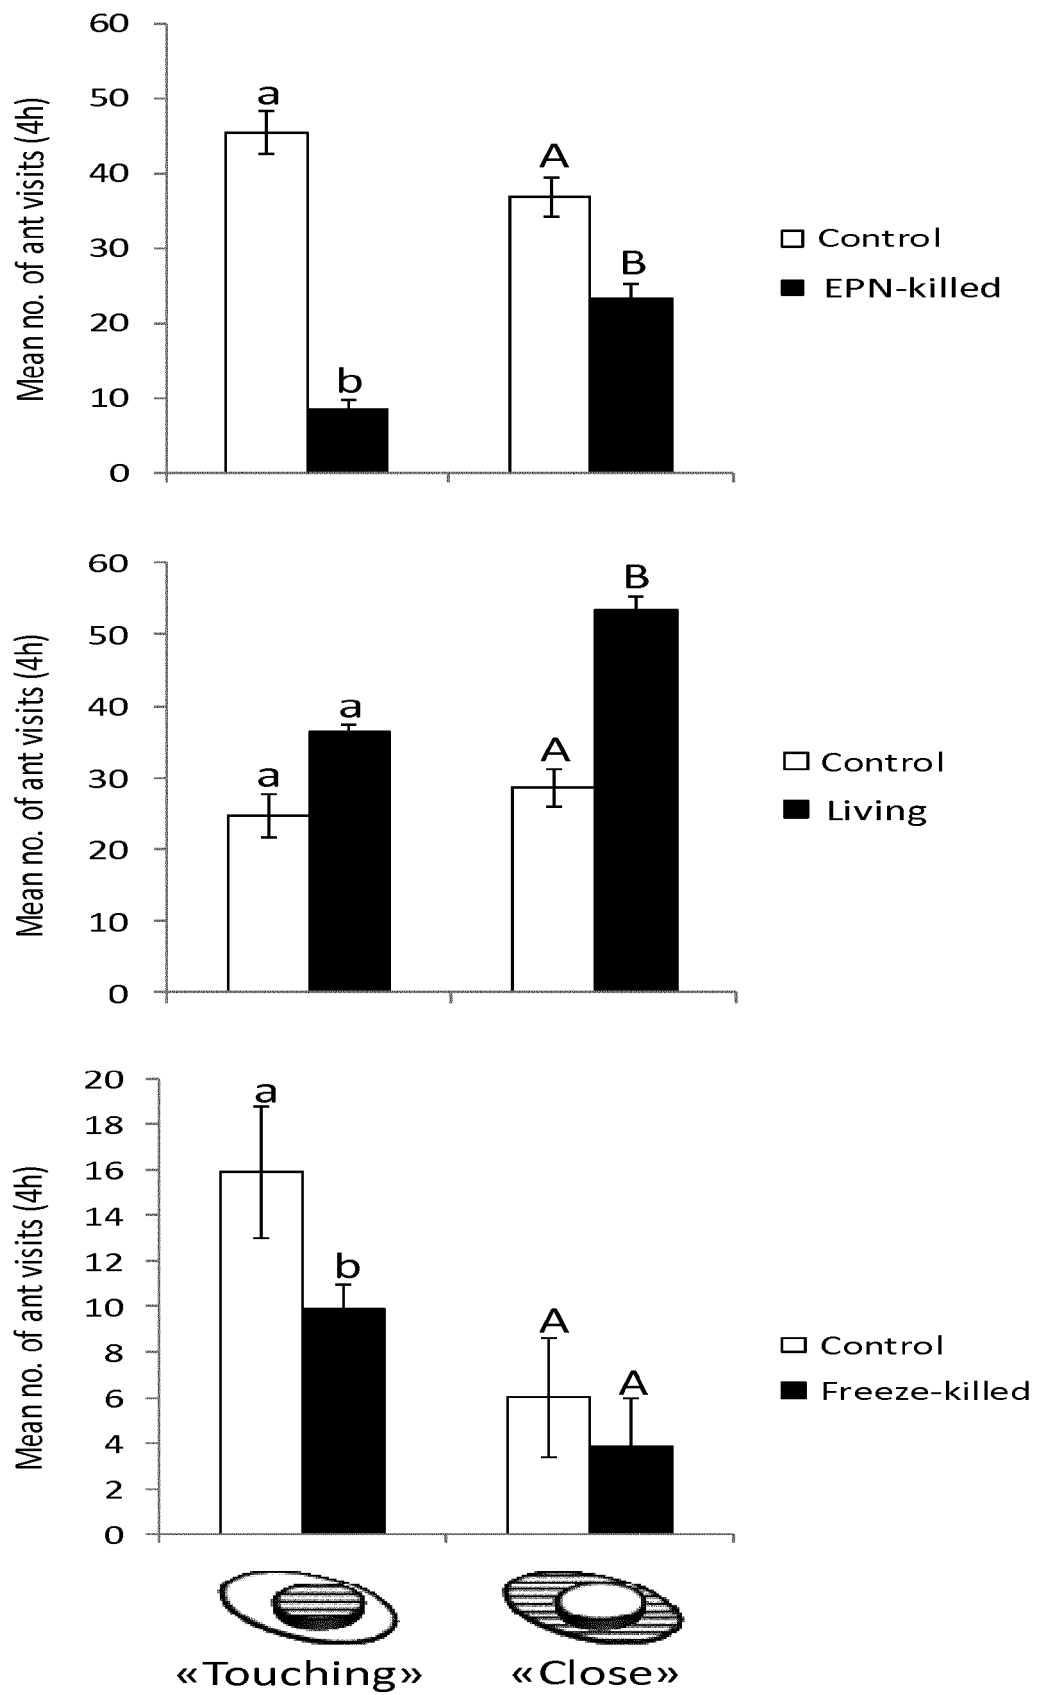 60
50
40
30
20
10
0
Mean no. of ant visits (4h)
a
b
A
B
Control
EPN-killed
60
50
40
30
20
10
0
Mean no. of ant visits (4h)
a
a
A
B
Control
Living
20
18
16
14
12
10
8
6
4
2
0
Mean no. of ant visits (4h)
a
b
A
A
Control
Freeze-killed
«Touching»
«Close»